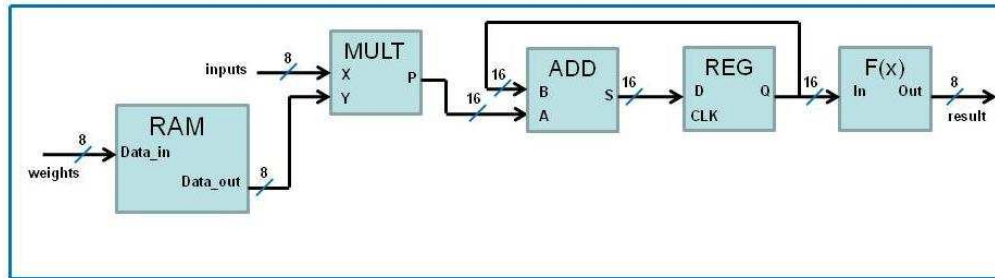 inputs
8
MULT
X
Y
P
weights
8
RAM
Data_in
Data_out
8
16
16
ADD
B
A
S
16
REG
D
Q
CLK
16
F(x)
In
Out
8
result